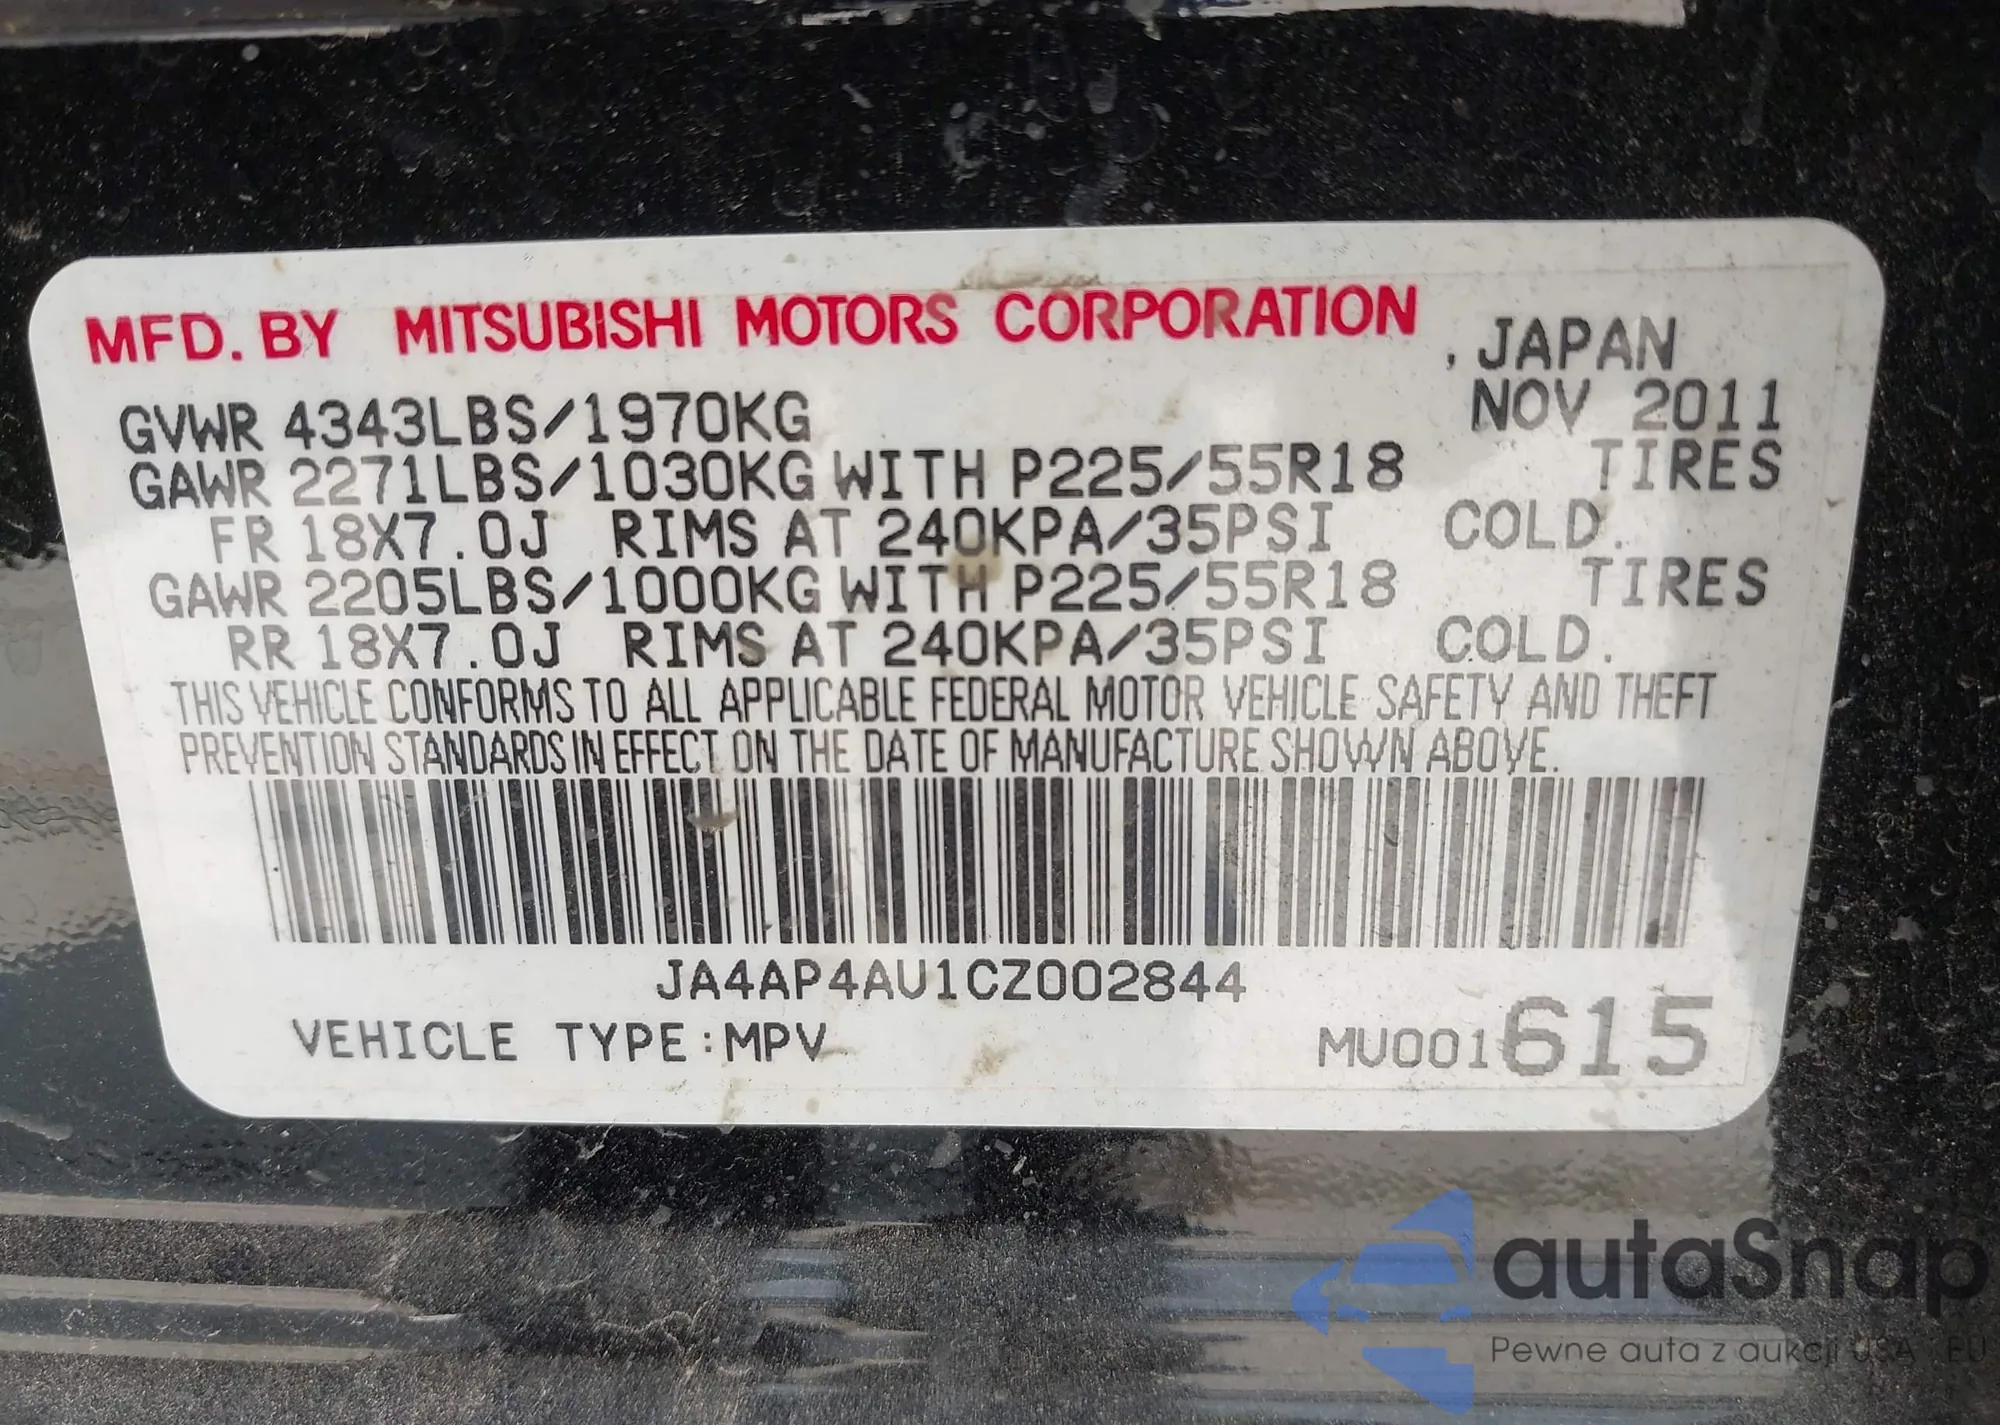 MFD. BY MITSUBISHI MOTORS CORPORATION
, JAPAN
GVWR 4343LBS/1970KG NOV 2011
GAWR 2271LBS/1030KG WITH P225/55R18 TIRES
FR 18X7.0J RIMS AT 240KPA/35PSI COLD.
GAWR 2205LBS/1000KG WITH P225/55R18 TIRES
RR 18X7.0J RIMS AT 240KPA/35PSI COLD.
THIS VEHICLE CONFORMS TO ALL APPLICABLE FEDERAL MOTOR VEHICLE SAFETY AND THEFT
PREVENTION STANDARDS IN EFFECT ON THE DATE OF MANUFACTURE SHOWN ABOVE.
JA4AP4AU1CZ002844
VEHICLE TYPE:MPV MU001615
autaSnap
Pewne auta z aukcji USA EU